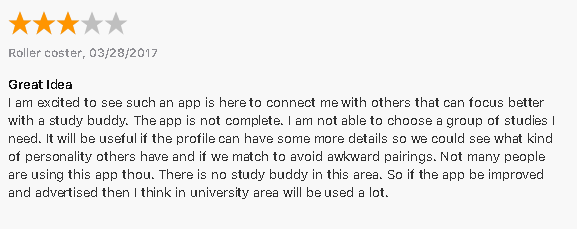 Roller coster, 03/28/2017
Great Idea
I am excited to see such an app is here to connect me with others that can focus better
with a study buddy. The app is not complete. I am not able to choose a group of studies I
need. It will be useful if the profile can have some more details so we could see what kind
of personality others have and if we match to avoid awkward pairings. Not many people
are using this app thou. There is no study buddy in this area. So if the app be improved
and advertised then I think in university area will be used a lot.